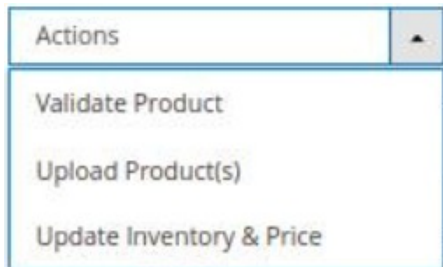 Actions
Validate Product
Upload Product(s)
Update Inventory & Price